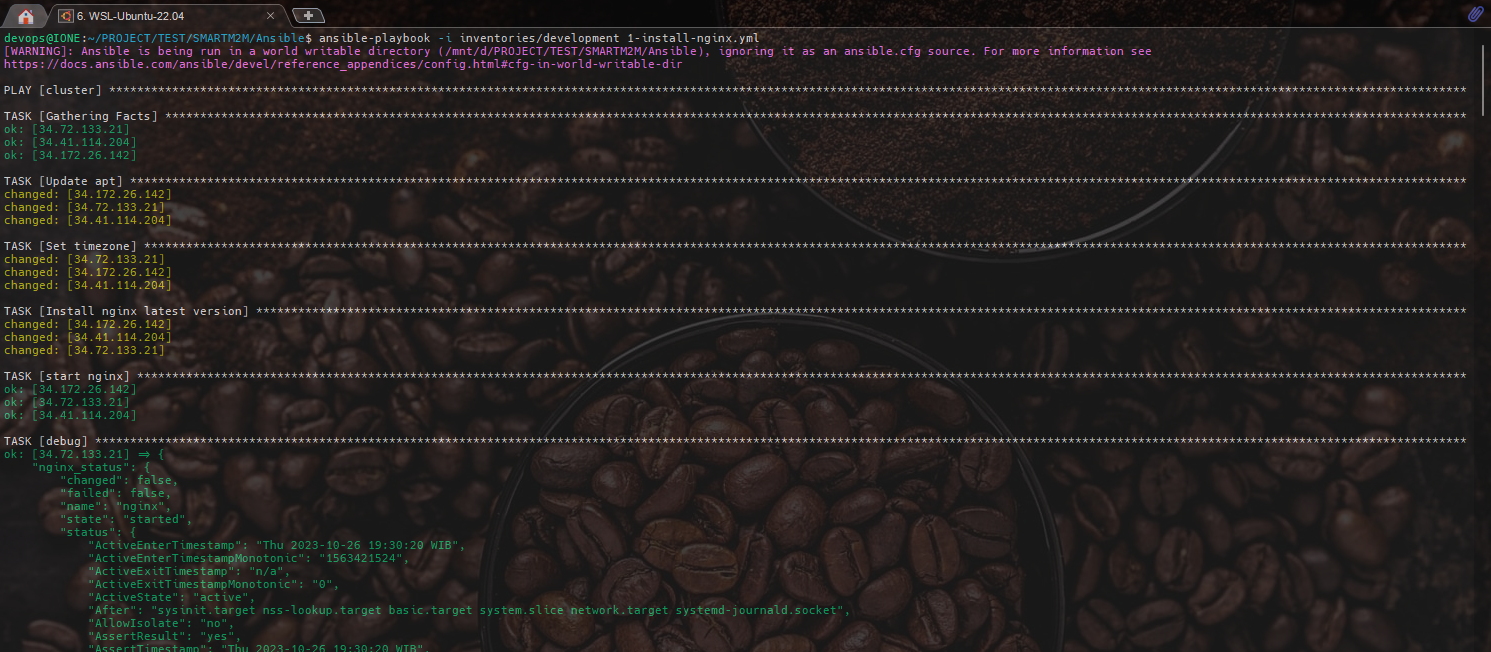 6. WSL-Ubuntu-22.04
devops@IONE:~/PROJECT/TEST/SMARTM2M/Ansible$ ansible-playbook -i inventories/development 1-install-nginx.yml
[WARNING]: Ansible is being run in a world writable directory (/mnt/d/PROJECT/TEST/SMARTM2M/Ansible), ignoring it as an ansible.cfg source. For more information see
https://docs.ansible.com/ansible/devel/reference_appendices/config.html#cfg-in-world-writable-dir
PLAY [cluster] **************************************************************************************************************************************************************************************************
TASK [Gathering Facts] ******************************************************************************************************************************************************************************************
ok: [34.72.133.21]
ok: [34.41.114.204]
ok: [34.172.26.142]
TASK [Update apt] ***********************************************************************************************************************************************************************************************
changed: [34.172.26.142]
changed: [34.72.133.21]
changed: [34.41.114.204]
TASK [Set timezone] *********************************************************************************************************************************************************************************************
changed: [34.72.133.21]
changed: [34.172.26.142]
changed: [34.41.114.204]
TASK [Install nginx latest version] *****************************************************************************************************************************************************************************
changed: [34.172.26.142]
changed: [34.41.114.204]
changed: [34.72.133.21]
TASK [start nginx] **********************************************************************************************************************************************************************************************
ok: [34.172.26.142]
ok: [34.72.133.21]
ok: [34.41.114.204]
TASK [debug] ****************************************************************************************************************************************************************************************************
ok: [34.72.133.21] => {
    "nginx_status": {
        "changed": false,
        "failed": false,
        "name": "nginx",
        "state": "started",
        "status": {
            "ActiveEnterTimestamp": "Thu 2023-10-26 19:30:20 WIB",
            "ActiveEnterTimestampMonotonic": "1563421524",
            "ActiveExitTimestamp": "n/a",
            "ActiveExitTimestampMonotonic": "0",
            "ActiveState": "active",
            "After": "sysinit.target nss-lookup.target basic.target system.slice network.target systemd-journald.socket",
            "AllowIsolate": "no",
            "AssertResult": "yes",
            "AssertTimestamp": "Thu 2023-10-26 19:30:20 WIB",